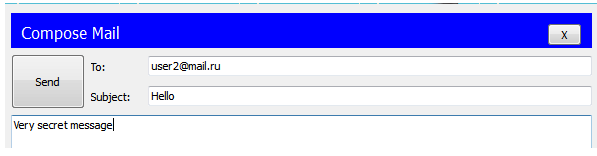 Compose Mail
X
Send
To:
user2@mail.ru
Subject:
Hello
Very secret message